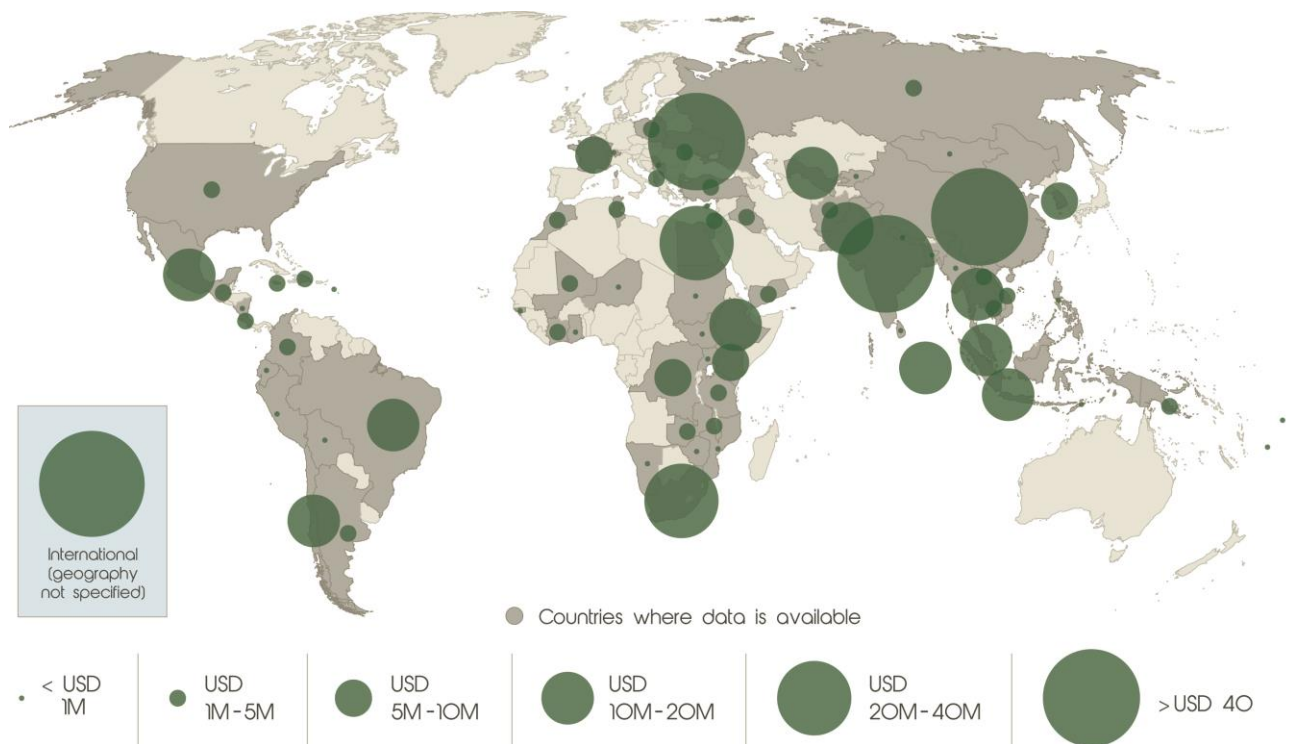 International
(geography
not specified)
Countries where data is available
< USD
1M
USD
1M-5M
USD
5M-10M
USD
10M-20M
USD
20M-40M
> USD 40